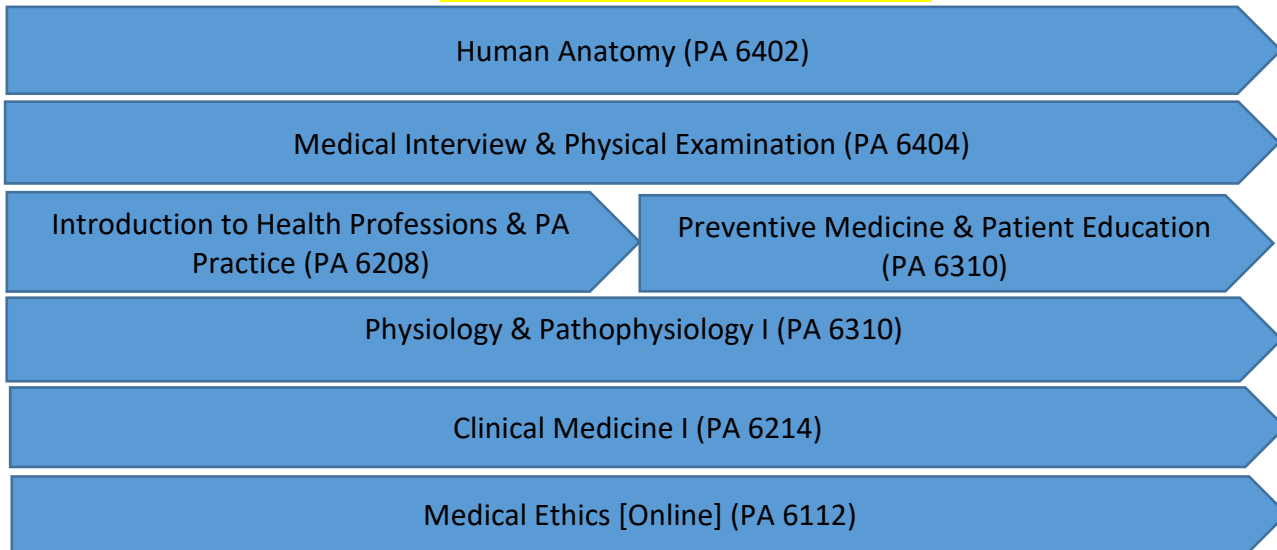 Human Anatomy (PA 6402)
Medical Interview & Physical Examination (PA 6404)
Introduction to Health Professions & PA
Practice (PA 6208)
Preventive Medicine & Patient Education
(PA 6310)
Physiology & Pathophysiology I (PA 6310)
Clinical Medicine I (PA 6214)
Medical Ethics [Online] (PA 6112)